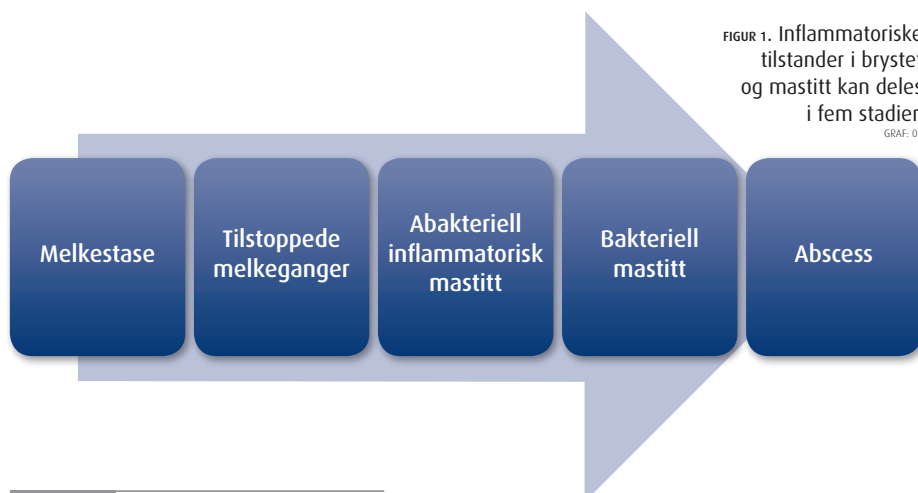 FIGUR 1. Inflammatoriske
tilstander i brystet
og mastitt kan deles
i fem stadier
GRAF:
Melkestase
Tilstoppede
melkeganger
Abakteriell
inflammatorisk
mastitt
Bakteriell
mastitt
Abscess